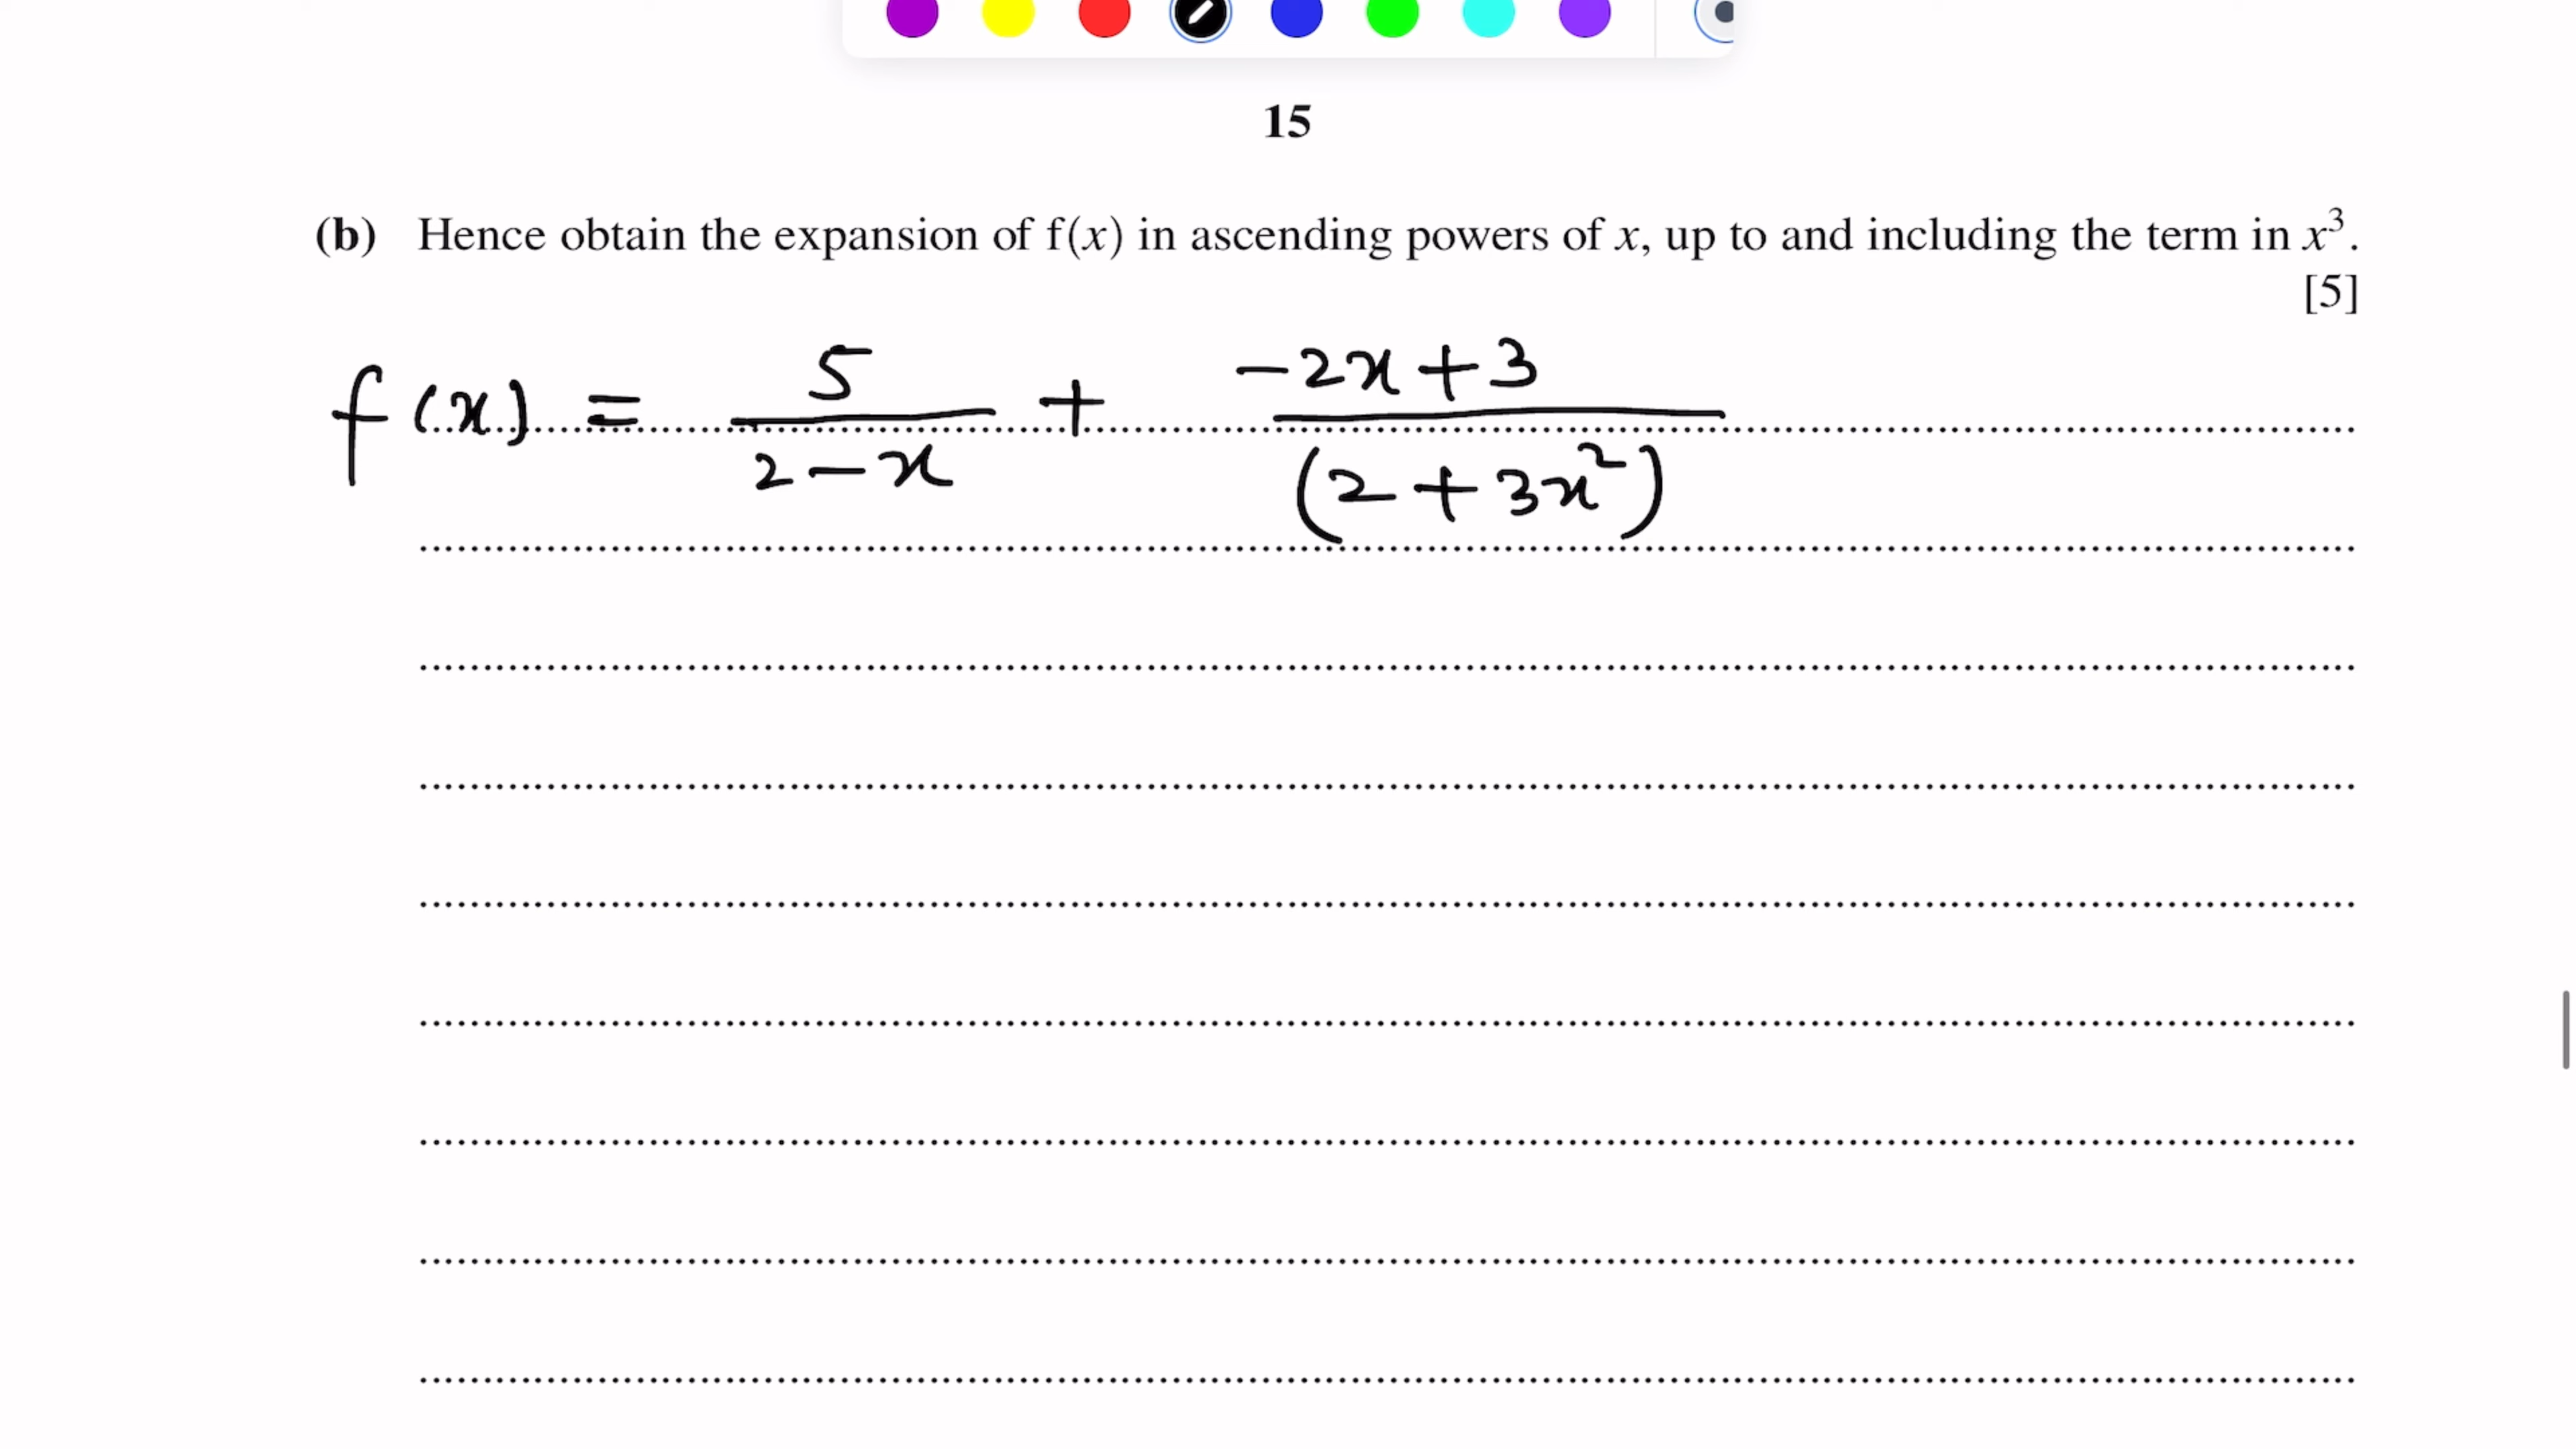 15
(b) Hence obtain the expansion of f(x) in ascending powers of x, up to and including the term in x³.
[5]
f(x) = 5/(2-x) + (-2x+3)/(2+3x²)